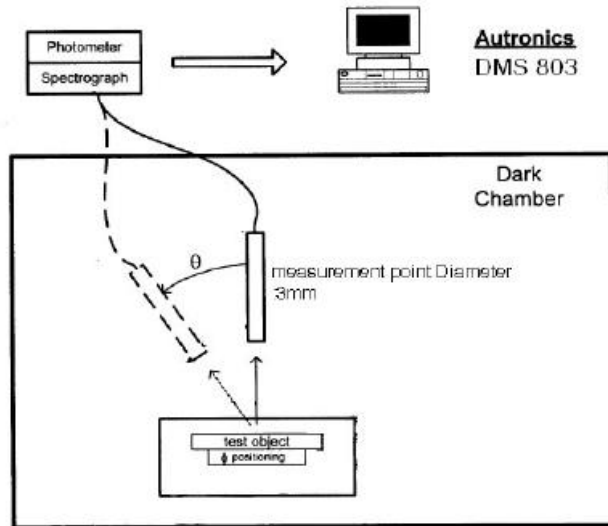 Photometer
Spectrograph
Autronics
DMS 803
Dark
Chamber
θ
measurement point Diameter
3mm
test object
ϕ positioning